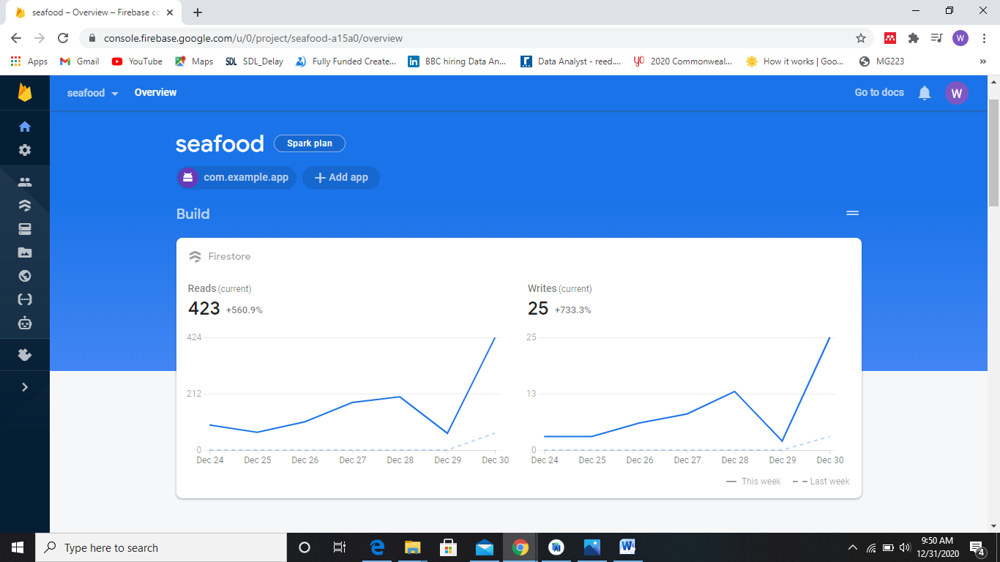 seafood – Overview – Firebase co
console.firebase.google.com/u/0/project/seafood-a15a0/overview
W
Apps Gmail YouTube Maps SDL SDL_Delay Fully Funded Create... in BBC hiring Data An... Data Analyst - reed.... 2020 Commonweal... How it works | Goo... MG223 »
seafood Overview Go to docs W
seafood Spark plan
com.example.app + Add app
Build
Firestore
Reads (current)
423 +560.9%
424
212
0
Dec 24 Dec 25 Dec 26 Dec 27 Dec 28 Dec 29 Dec 30
Writes (current)
25 +733.3%
25
13
0
Dec 24 Dec 25 Dec 26 Dec 27 Dec 28 Dec 29 Dec 30
This week Last week
Type here to search
9:50 AM
12/31/2020
4